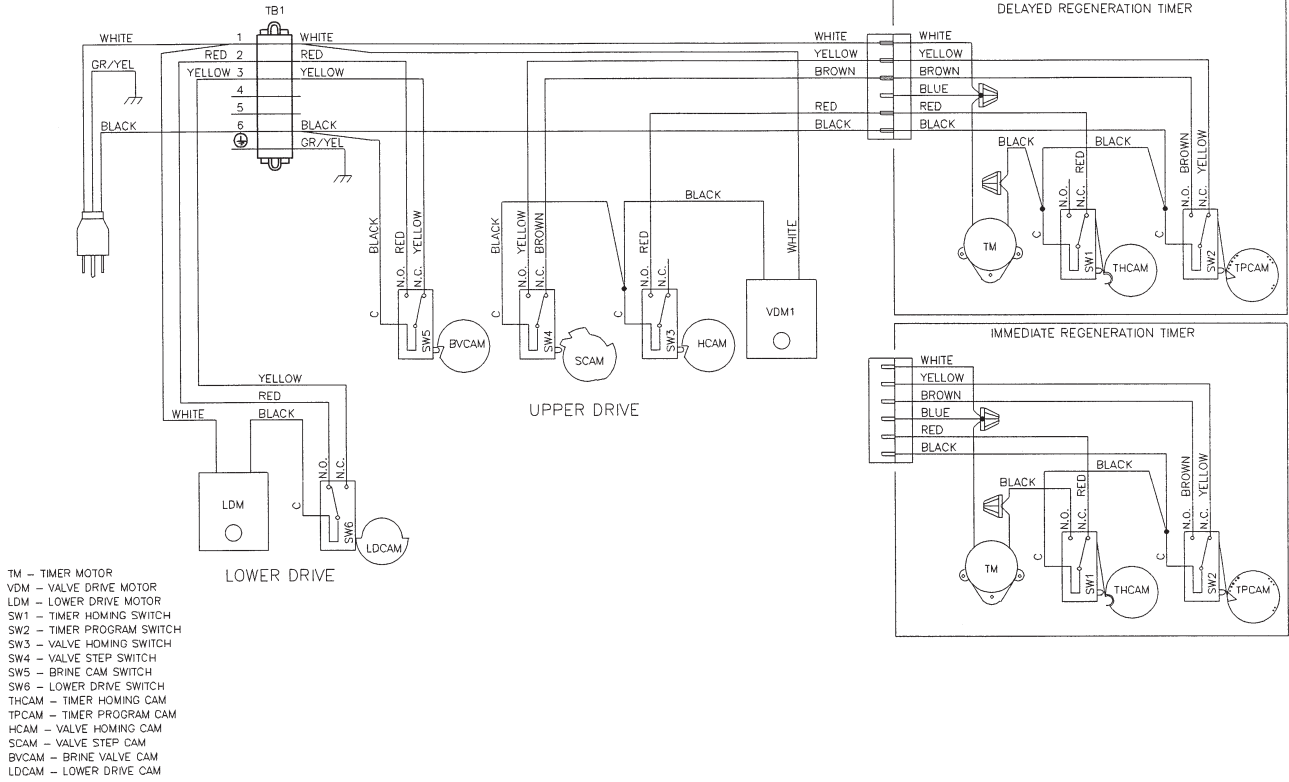 TB1
DELAYED REGENERATION TIMER
WHITE 1 WHITE WHITE WHITE
RED 2 RED YELLOW YELLOW
GR/YEL YELLOW 3 YELLOW BROWN BROWN
4 BLUE
5 RED RED
BLACK 6 BLACK BLACK BLACK
GR/YEL
BLACK RED BLACK BROWN YELLOW
N.O. N.C. N.O. N.C.
C C
TM SW1 THCAM SW2 TPCAM
BLACK
BLACK RED YELLOW BLACK YELLOW BROWN RED WHITE
N.O. N.C. N.O. N.C. N.O. N.C.
C C C
SW5 BVCAM SW4 SCAM SW3 HCAM VDM1
UPPER DRIVE
IMMEDIATE REGENERATION TIMER
WHITE
YELLOW
BROWN
BLUE
RED
BLACK
BLACK RED BLACK BROWN YELLOW
N.O. N.C. N.O. N.C.
C C
TM SW1 THCAM SW2 TPCAM
YELLOW
RED
WHITE BLACK
N.O. N.C.
C
LDM SW6 LDCAM
LOWER DRIVE
TM – TIMER MOTOR
VDM – VALVE DRIVE MOTOR
LDM – LOWER DRIVE MOTOR
SW1 – TIMER HOMING SWITCH
SW2 – TIMER PROGRAM SWITCH
SW3 – VALVE HOMING SWITCH
SW4 – VALVE STEP SWITCH
SW5 – BRINE CAM SWITCH
SW6 – LOWER DRIVE SWITCH
THCAM – TIMER HOMING CAM
TPCAM – TIMER PROGRAM CAM
HCAM – VALVE HOMING CAM
SCAM – VALVE STEP CAM
BVCAM – BRINE VALVE CAM
LDCAM – LOWER DRIVE CAM